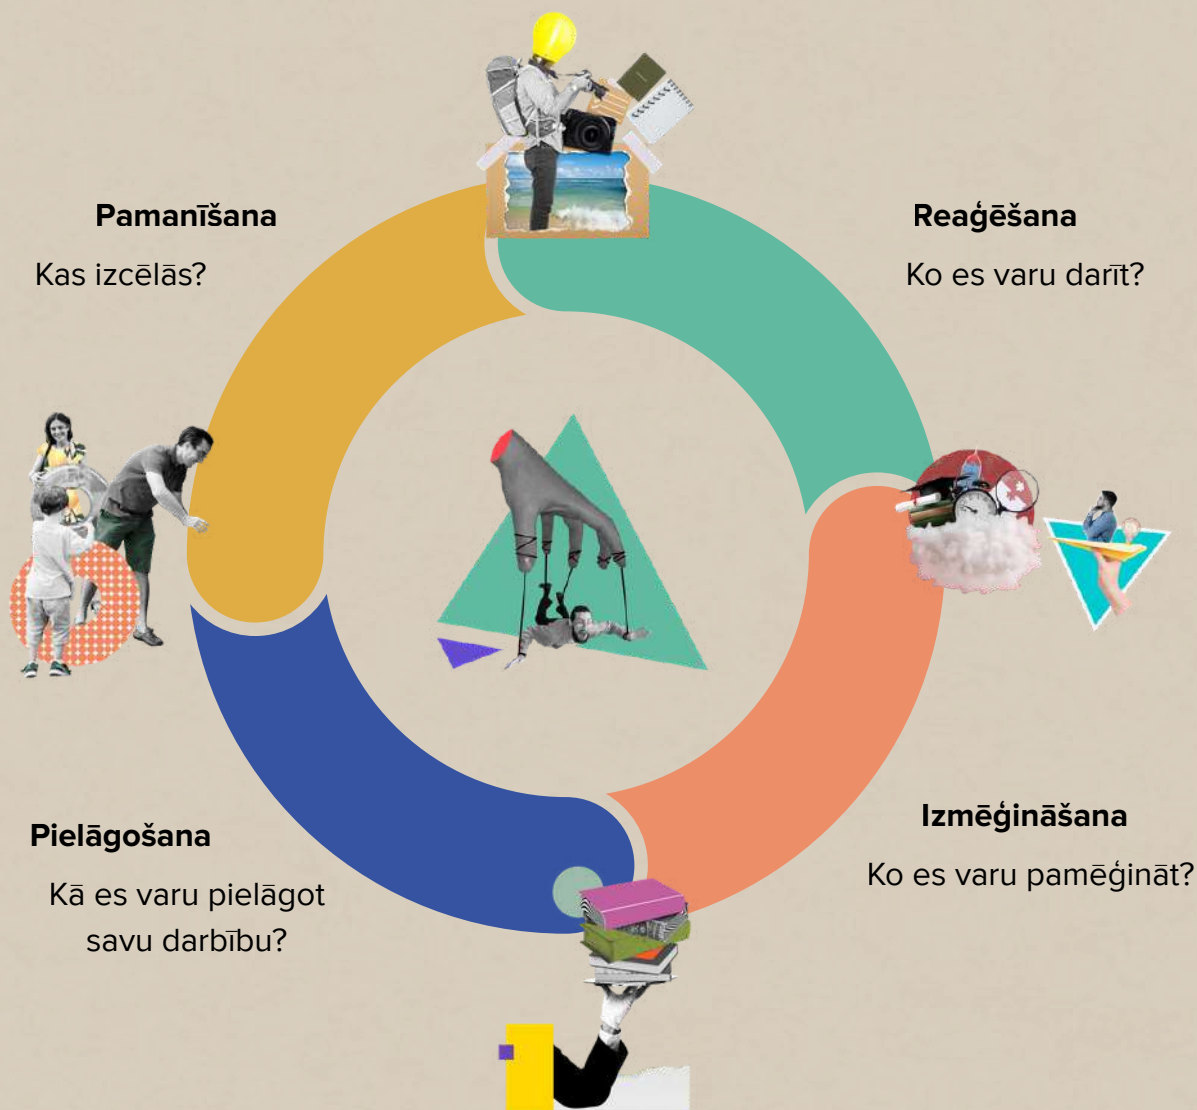 Pamanīšana
Kas izcēlās?
Reaģēšana
Ko es varu darīt?
Pielāgošana
Kā es varu pielāgot
savu darbību?
Izmēģināšana
Ko es varu pamēģināt?